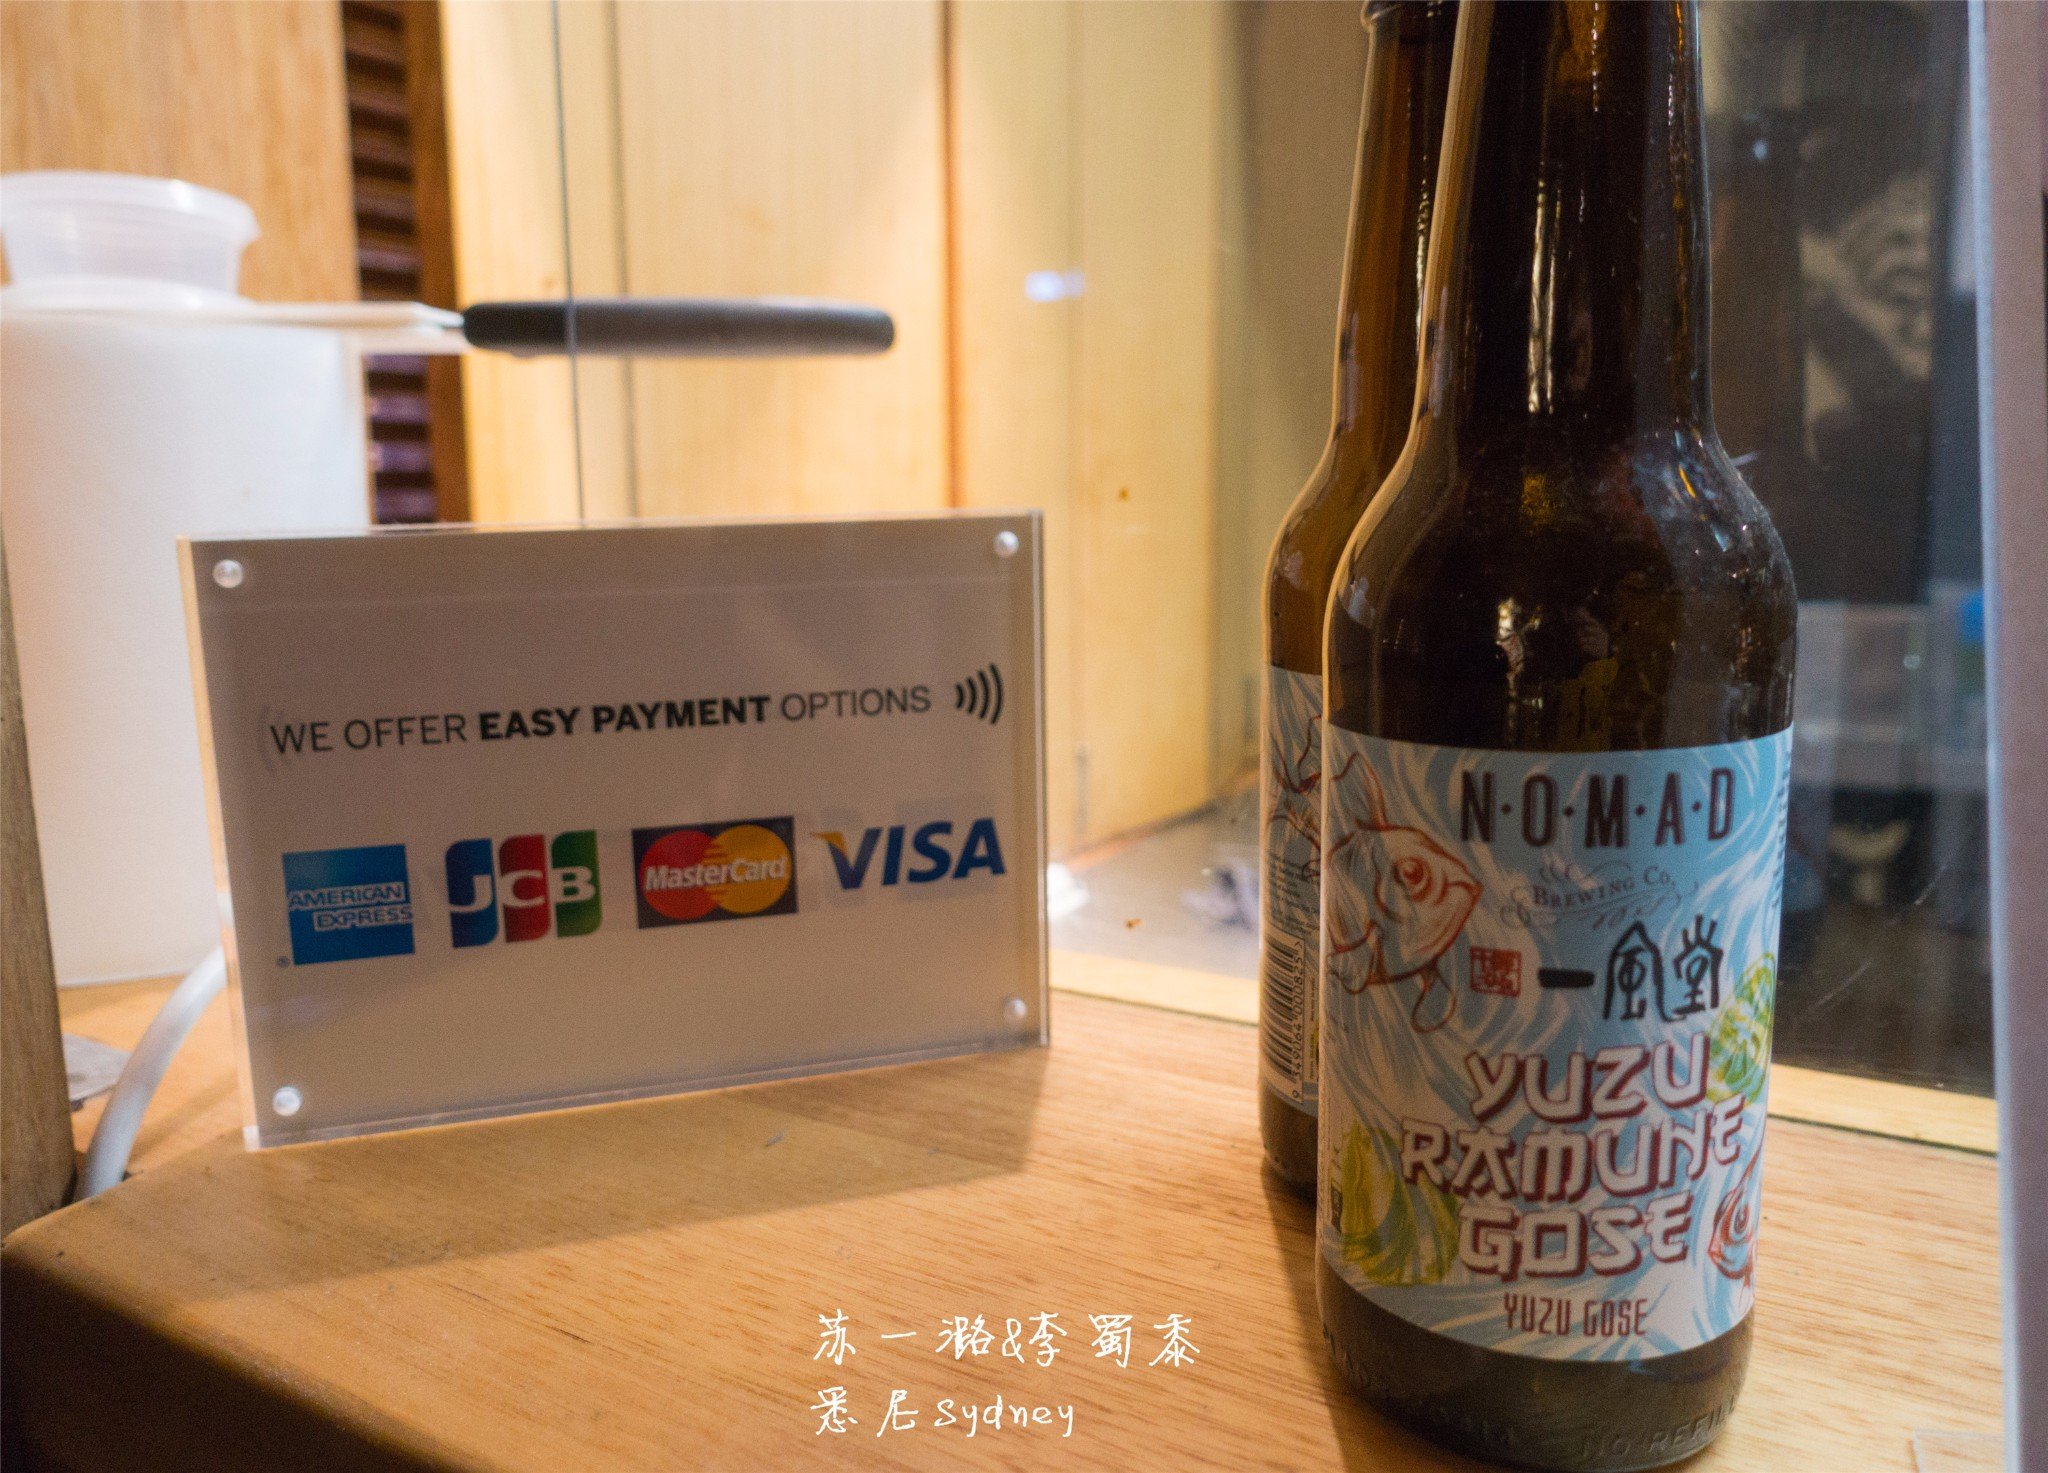 WE OFFER EASY PAYMENT OPTIONS
AMERICAN
EXPRESS
JCB
MasterCard
VISA
N·O·M·A·D
BREWING CO.
一風堂
YUZU
RAMUNE
GOSE
YUZU GOSE
苏一潞&李蜀黍
悉尼Sydney